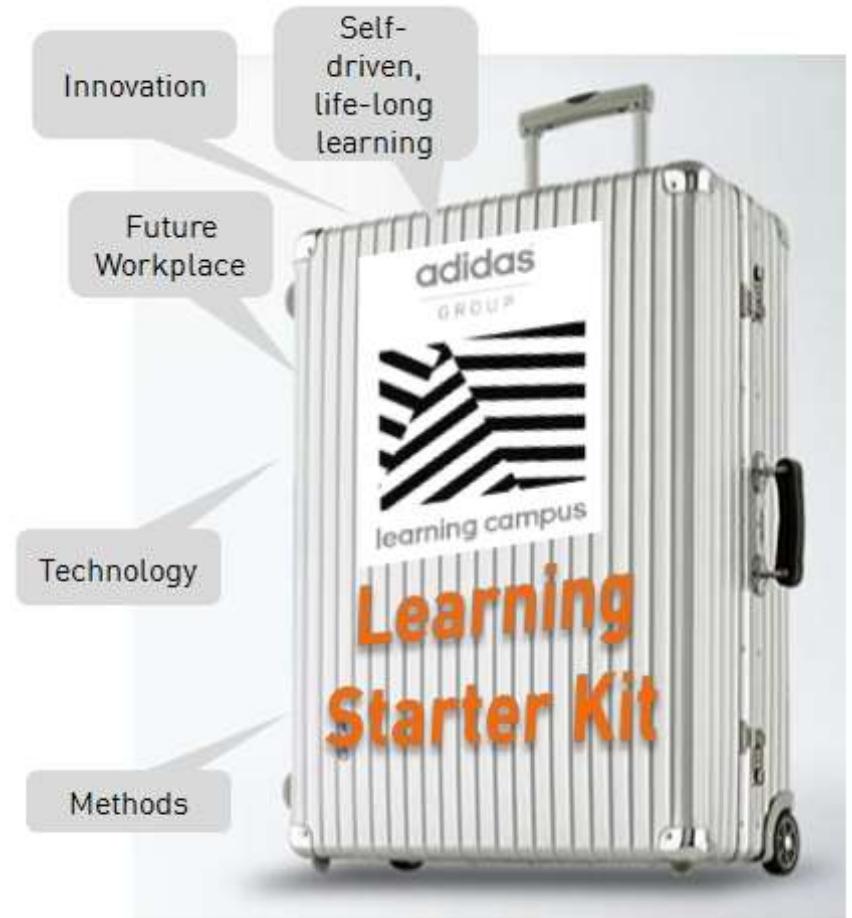 Self-
driven,
life-long
learning
Innovation
Future
Workplace
adidas
GROUP
learning campus
Technology
Learning
Starter Kit
Methods